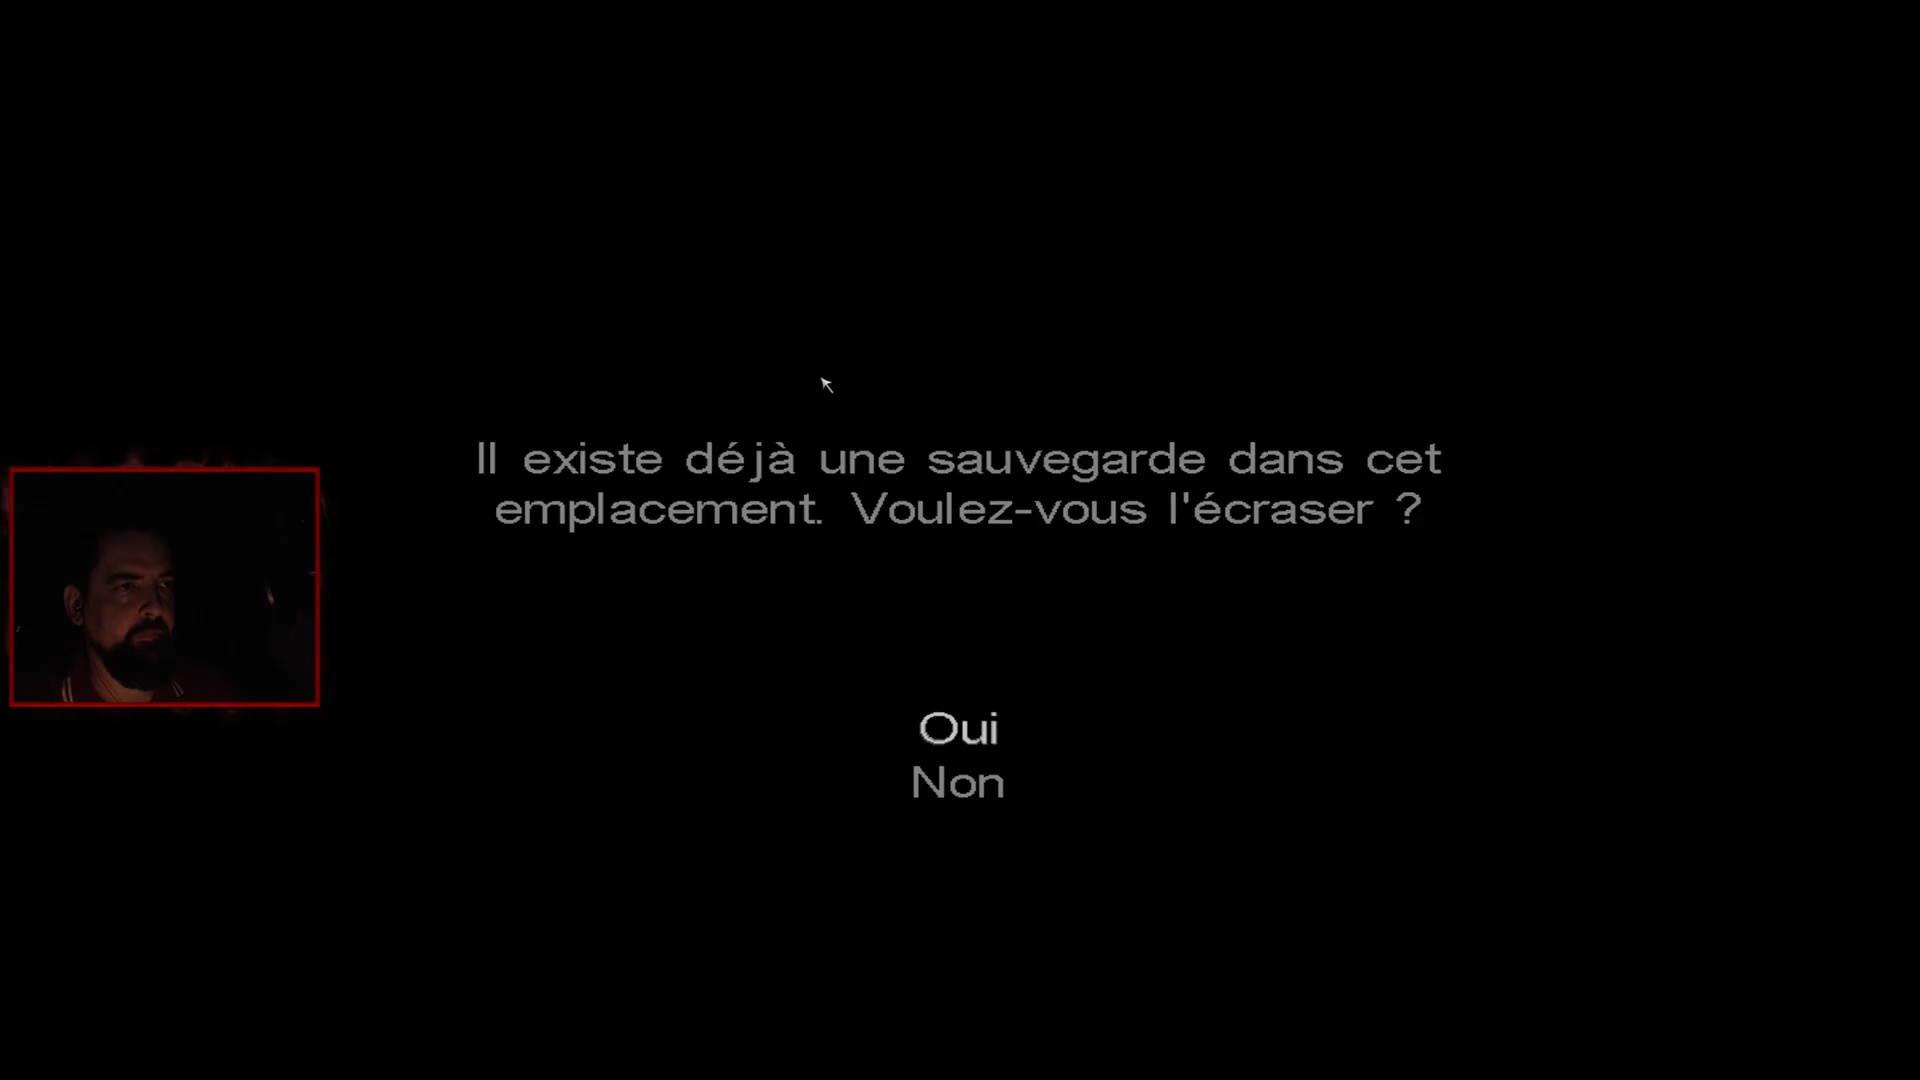 Il existe déjà une sauvegarde dans cet
emplacement. Voulez-vous l'écraser ?
Oui
Non